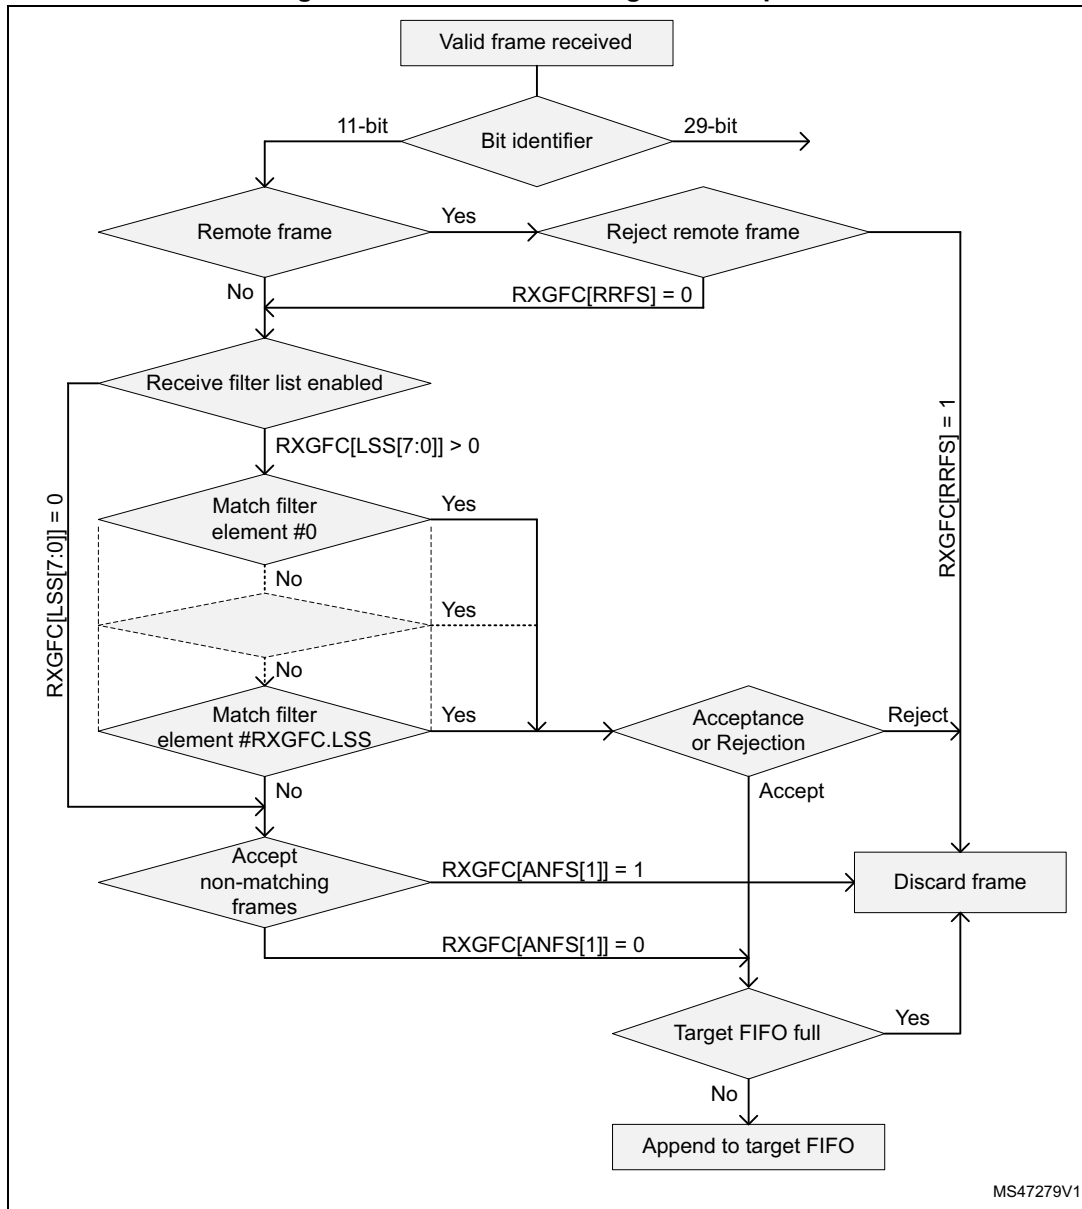 Valid frame received
11-bit
Bit identifier
29-bit
Remote frame
Yes
Reject remote frame
No
RXGFC[RRFS] = 0
Receive filter list enabled
RXGFC[LSS[7:0]] > 0
RXGFC[RRFS] = 1
RXGFC[LSS[7:0]] = 0
Match filter
element #0
Yes
No
Yes
No
Match filter
element #RXGFC.LSS
Yes
Acceptance
or Rejection
Reject
No
Accept
Accept
non-matching
frames
RXGFC[ANFS[1]] = 1
Discard frame
RXGFC[ANFS[1]] = 0
Target FIFO full
Yes
No
Append to target FIFO
MS47279V1